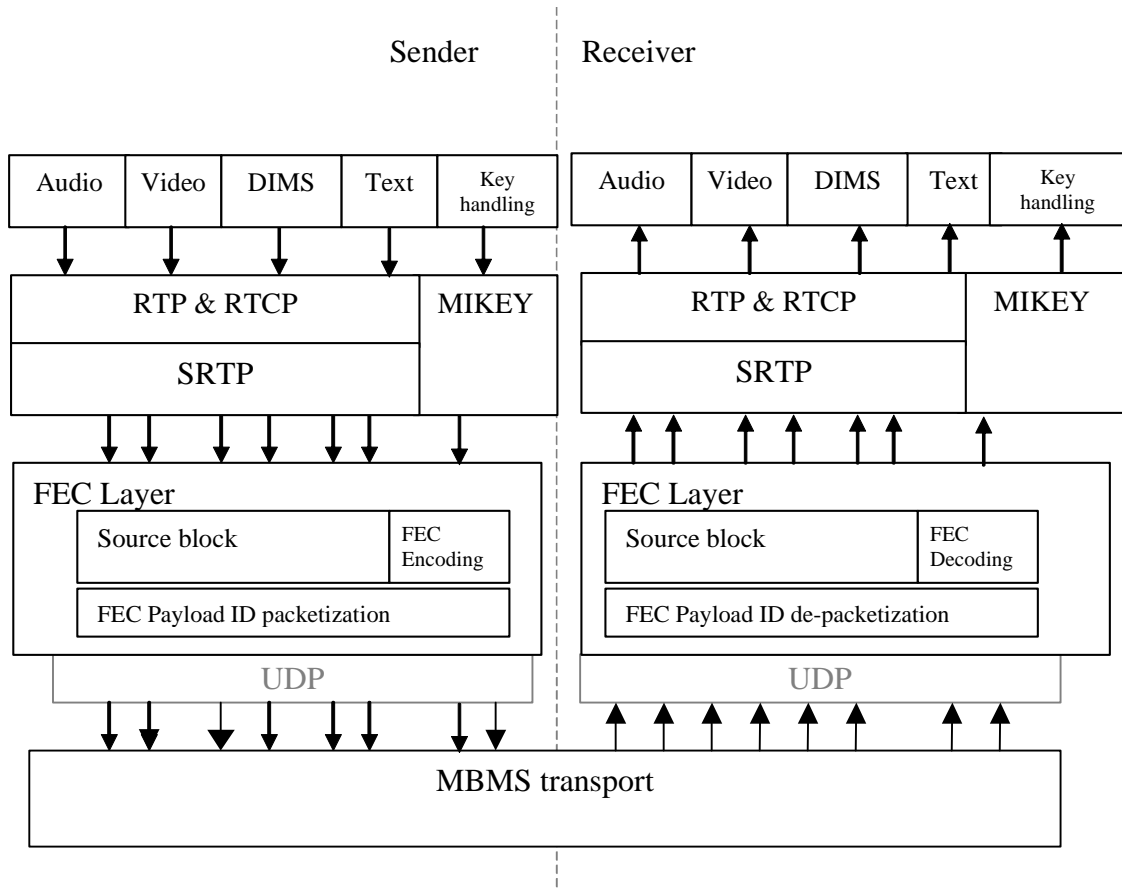 Sender Receiver
Audio Video DIMS Text Key handling
Audio Video DIMS Text Key handling
RTP & RTCP MIKEY
SRTP
RTP & RTCP MIKEY
SRTP
FEC Layer
Source block FEC Encoding
FEC Payload ID packetization
FEC Layer
Source block FEC Decoding
FEC Payload ID de-packetization
UDP
UDP
MBMS transport